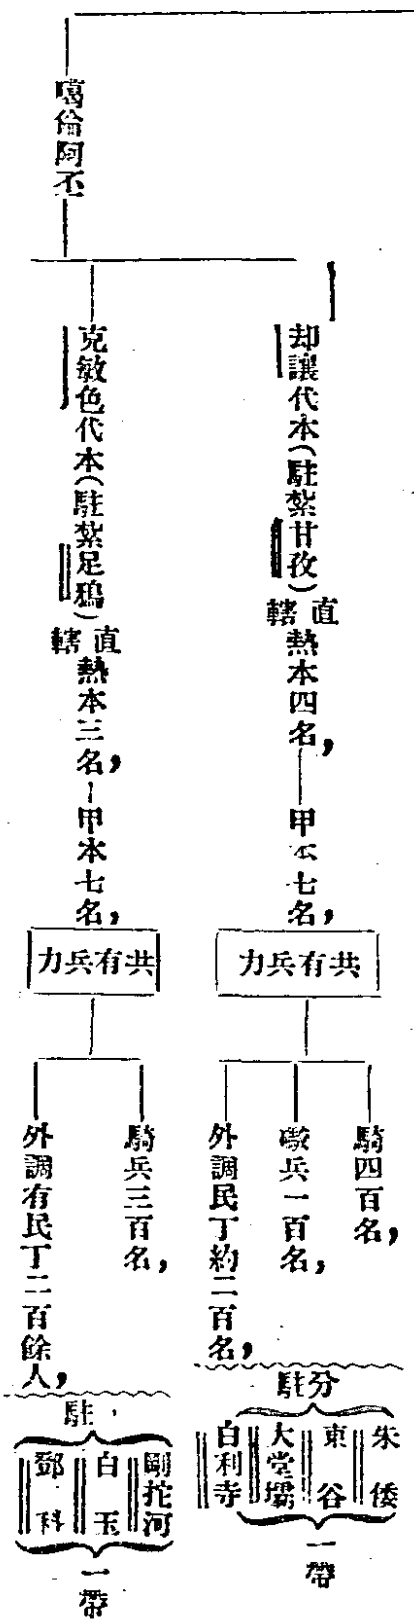 噶倫阿丕
却讓代本(駐紮甘孜)直轄熱本四名,
甲本七名,
共有兵力
騎四百名,
礮兵一百名,
外調民丁約二百名,
分駐
朱倭
東谷
大堂壩
白利寺
一帶
克敏色代本(駐紮足鴉)直轄熱本三名,
甲本七名,
共有兵力
騎兵三百名,
外調有民丁二百餘人,
駐
剛拕河
白玉
鄧科
一帶